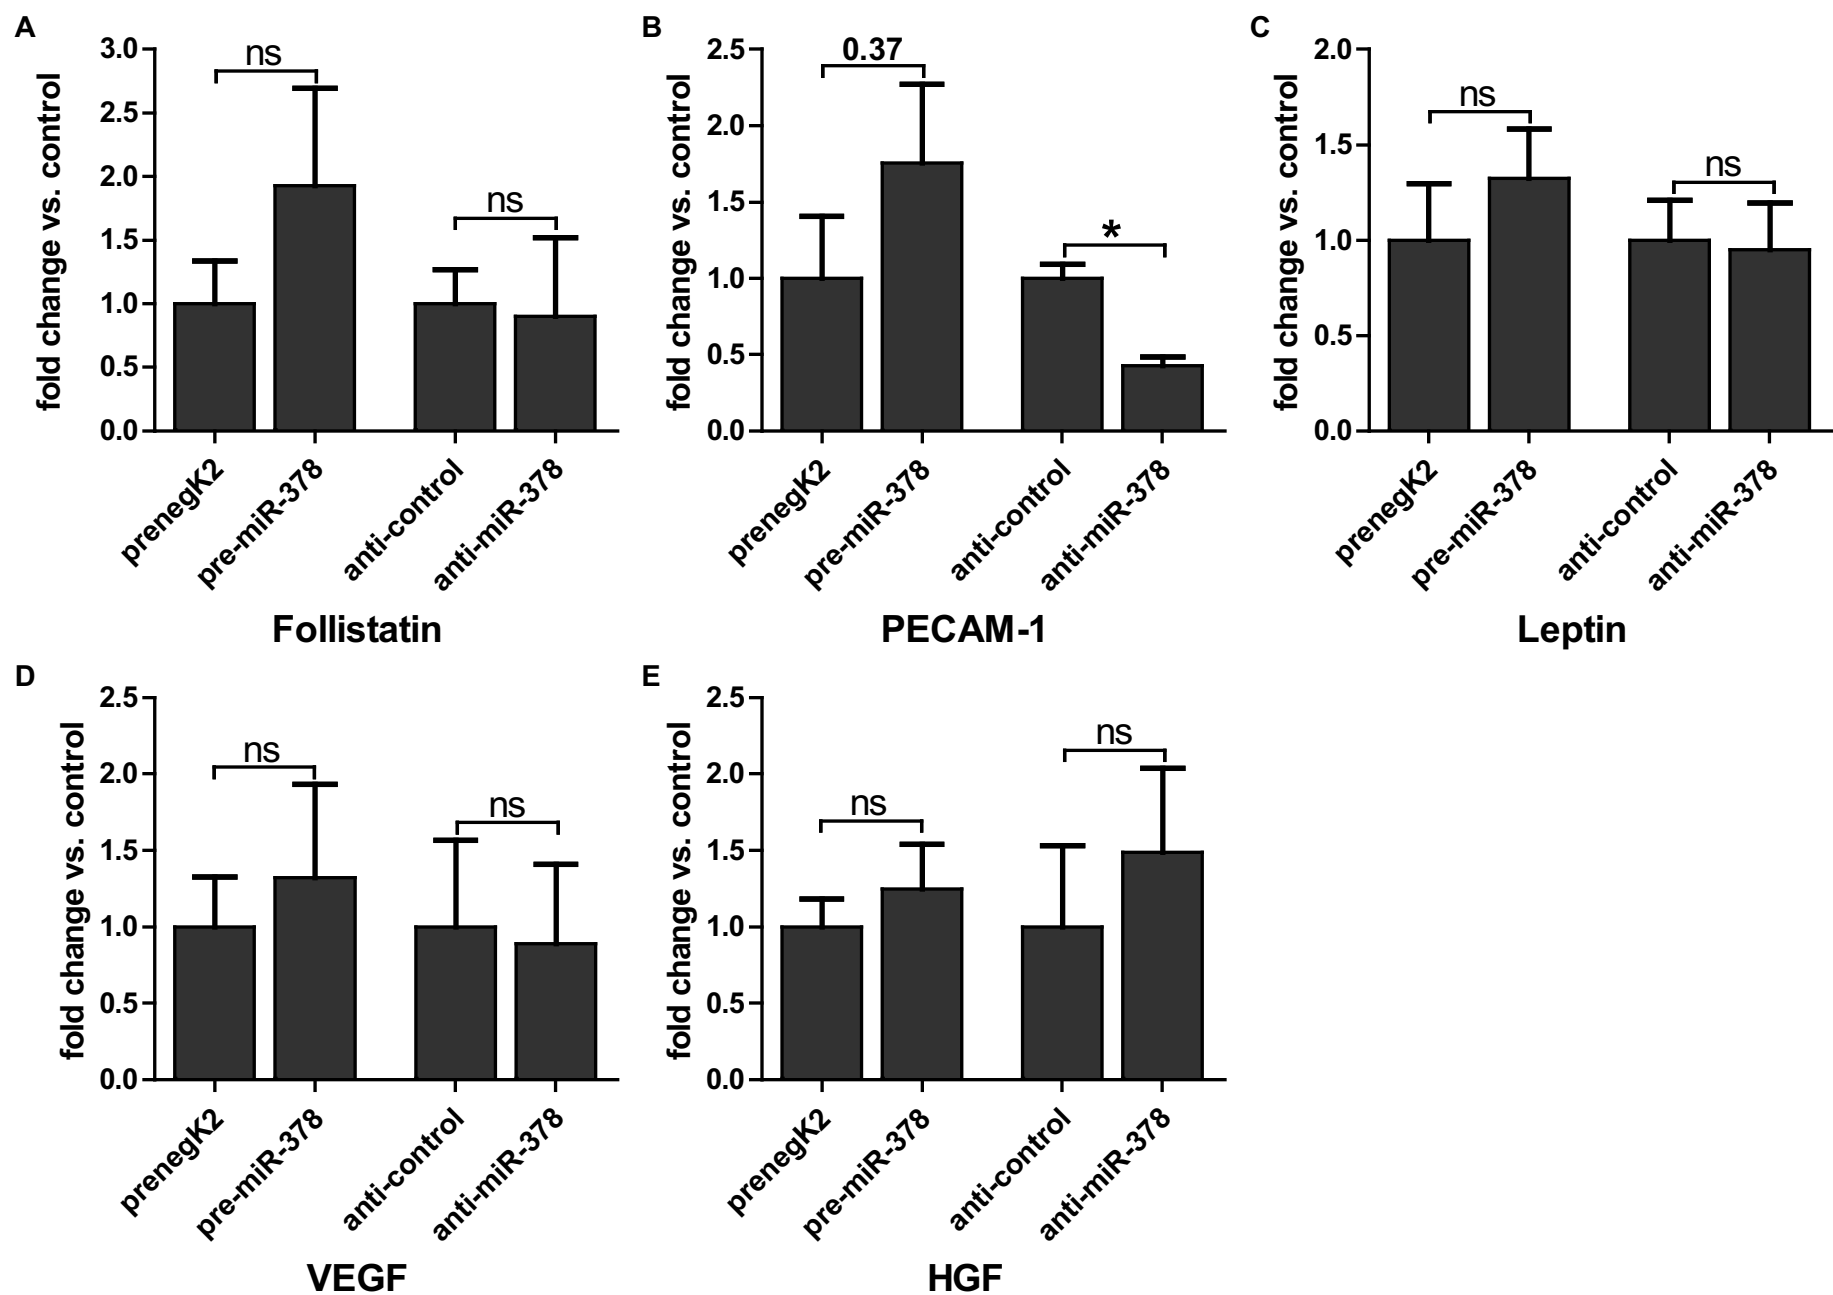 A
fold change vs. control
3.0
2.5
2.0
1.5
1.0
0.5
0.0
ns
ns
prenegK2
pre-miR-378
anti-control
anti-miR-378
Follistatin
B
fold change vs. control
2.5
2.0
1.5
1.0
0.5
0.0
0.37
*
prenegK2
pre-miR-378
anti-control
anti-miR-378
PECAM-1
C
fold change vs. control
2.0
1.5
1.0
0.5
0.0
ns
ns
prenegK2
pre-miR-378
anti-control
anti-miR-378
Leptin
D
fold change vs. control
2.5
2.0
1.5
1.0
0.5
0.0
ns
ns
prenegK2
pre-miR-378
anti-control
anti-miR-378
VEGF
E
fold change vs. control
2.5
2.0
1.5
1.0
0.5
0.0
ns
ns
prenegK2
pre-miR-378
anti-control
anti-miR-378
HGF